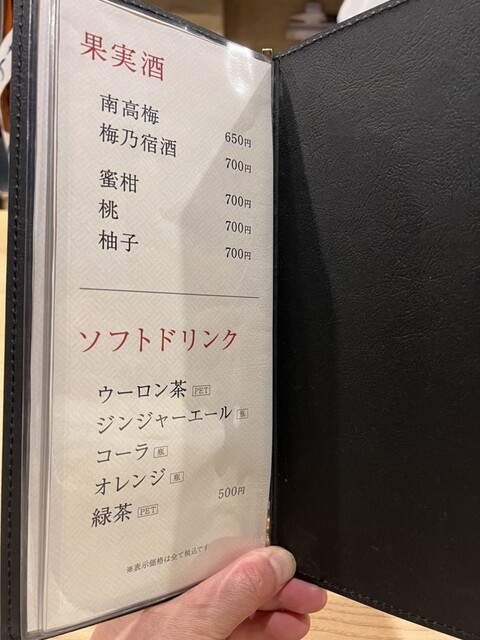 果実酒
南高梅 650円
梅乃宿酒 700円
蜜柑 700円
桃 700円
柚子 700円
ソフトドリンク
ウーロン茶 PET
ジンジャーエール 瓶
コーラ 瓶
オレンジ 瓶
緑茶 PET 500円
※表示価格は全て税込です